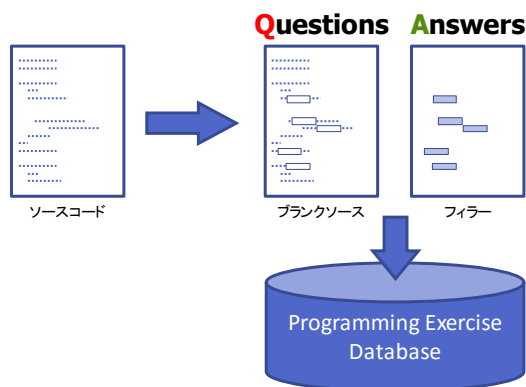 Questions
Answers
ソースコード
ブランクソース
フィラー
Programming Exercise
Database